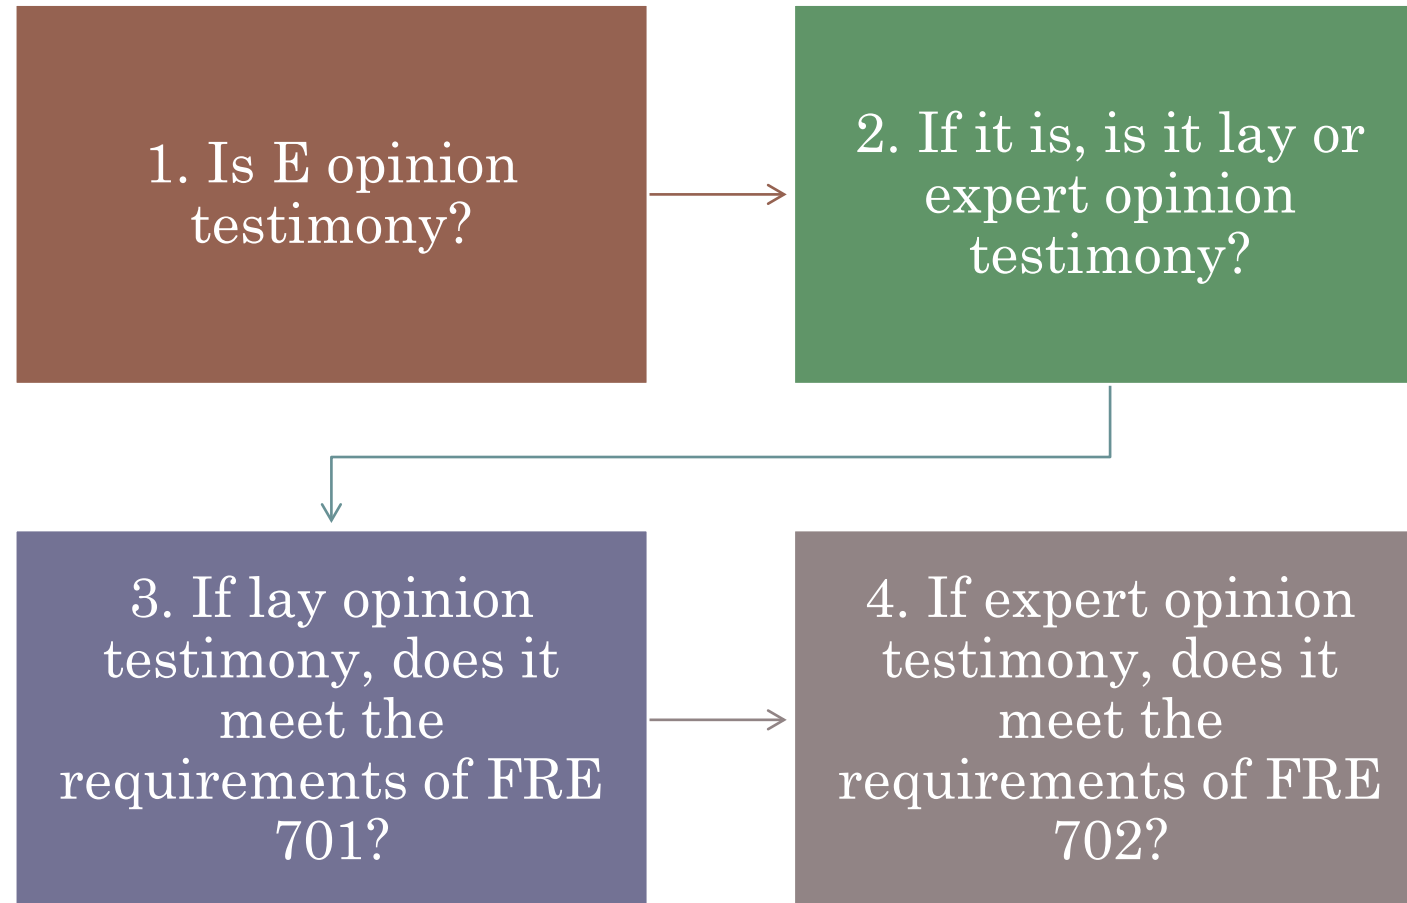 1. Is E opinion
testimony?
2. If it is, is it lay or
expert opinion
testimony?
3. If lay opinion
testimony, does it
meet the
requirements of FRE
701?
4. If expert opinion
testimony, does it
meet the
requirements of FRE
702?